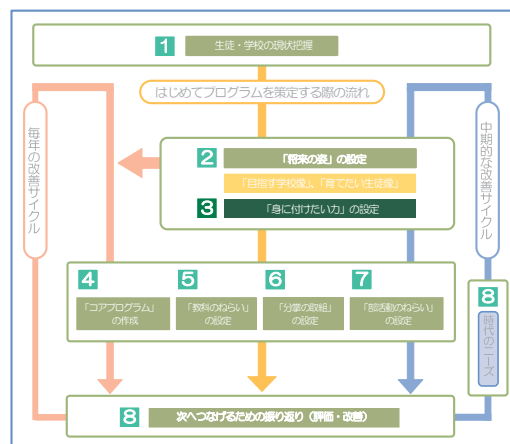 1 生徒・学校の現状把握
はじめてプログラムを策定する際の流れ
毎年の改善サイクル
中期的な改善サイクル
2 「将来の姿」の設定
「目指す学校像」、「育てたい生徒像」
3 「身に付けたい力」の設定
4
「コアプログラム」
の作成
5
「教科のねらい」
の設定
6
「分掌の取組」
の設定
7
「部活動のねらい」
の設定
8
時代のニーズ
8 次へつなげるための振り返り（評価・改善）